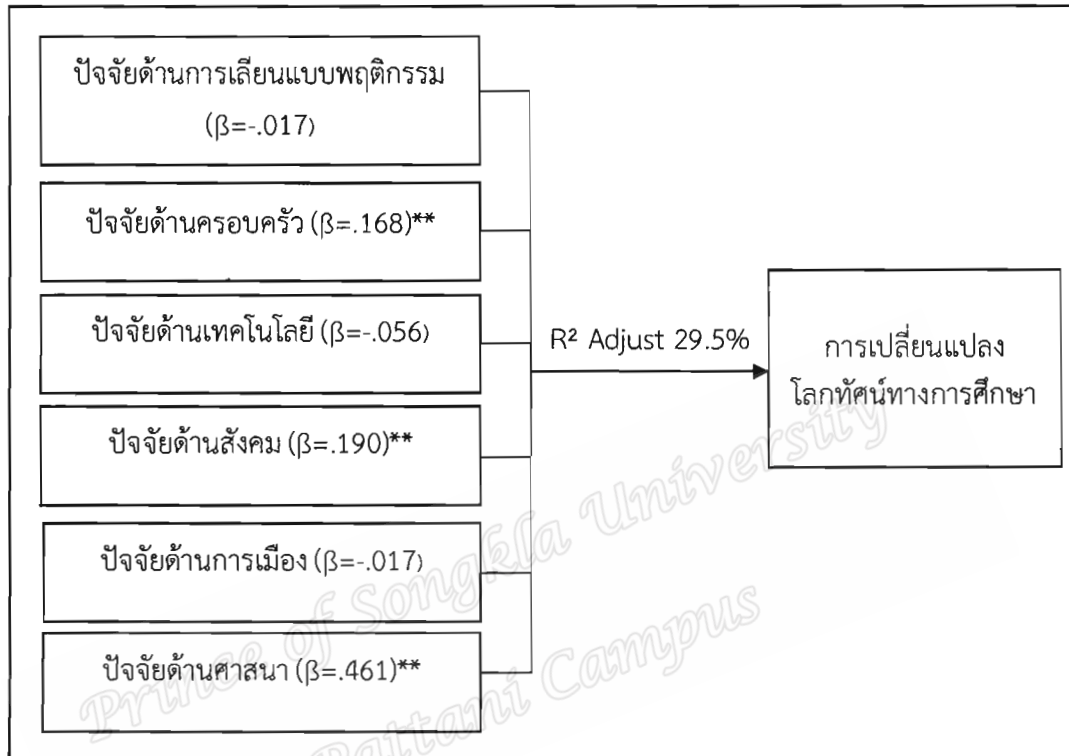 ปัจจัยด้านการเลียนแบบพฤติกรรม
(β=-.017)
ปัจจัยด้านครอบครัว (β=.168)**
ปัจจัยด้านเทคโนโลยี (β=-.056)
ปัจจัยด้านสังคม (β=.190)**
ปัจจัยด้านการเมือง (β=-.017)
ปัจจัยด้านศาสนา (β=.461)**
R² Adjust 29.5%
การเปลี่ยนแปลง
โลกทัศน์ทางการศึกษา
Prince of Songkla University
Pattani Campus